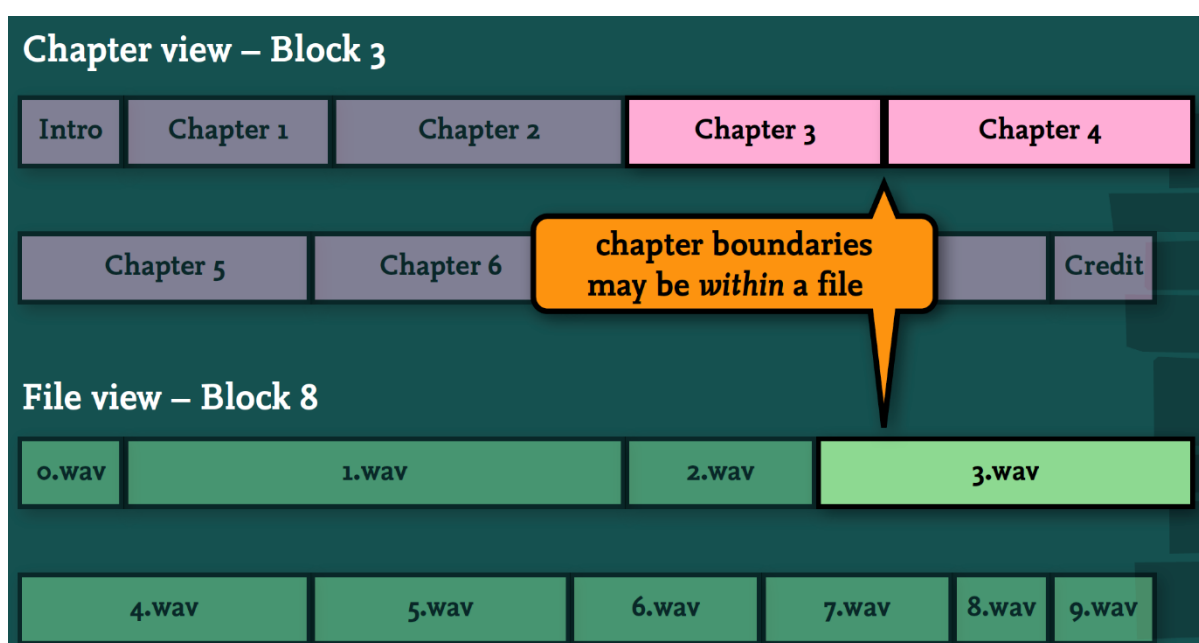 Chapter view – Block 3
Intro Chapter 1 Chapter 2 Chapter 3 Chapter 4
Chapter 5 Chapter 6 Credit
chapter boundaries
may be within a file
File view – Block 8
0.wav 1.wav 2.wav 3.wav
4.wav 5.wav 6.wav 7.wav 8.wav 9.wav